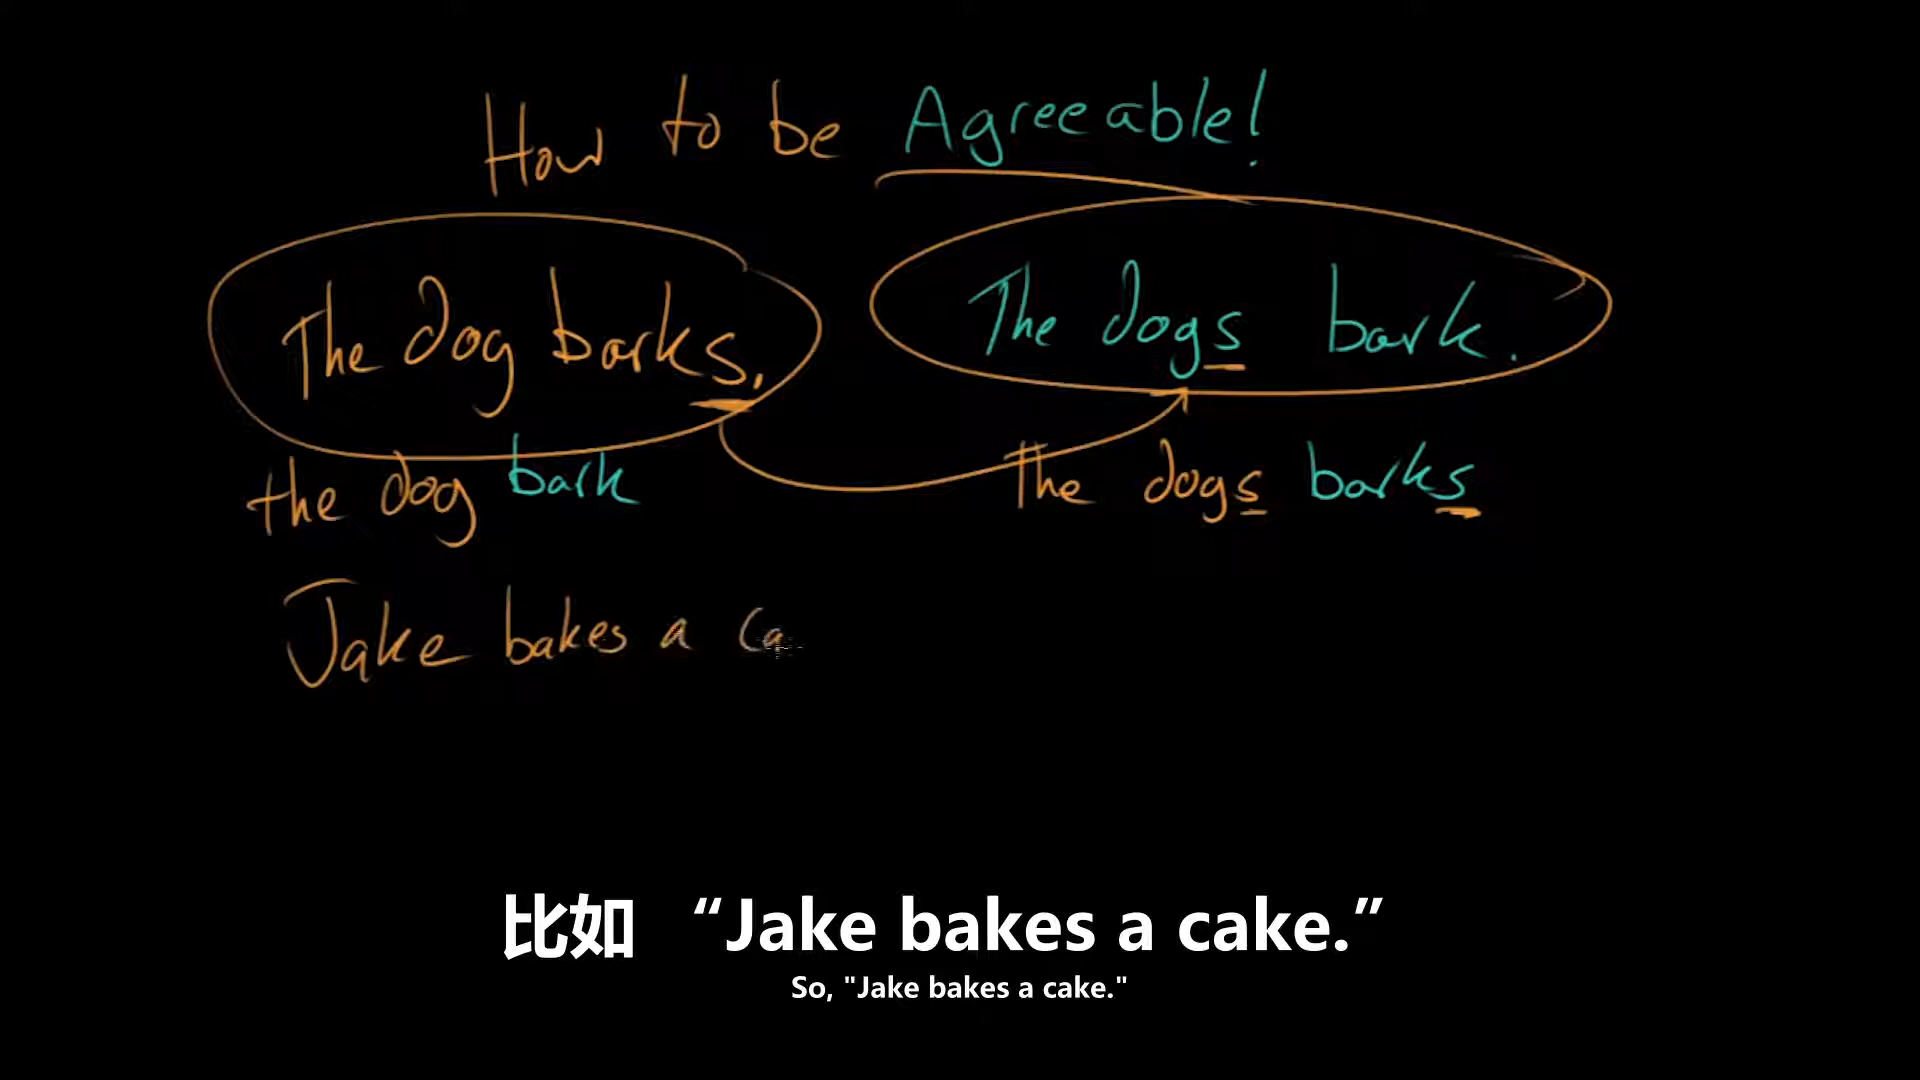 How to be Agreeable!
The dog barks.
The dogs bark.
the dog bark
The dogs barks
Jake bakes a ca
比如 “Jake bakes a cake.”
So, "Jake bakes a cake."